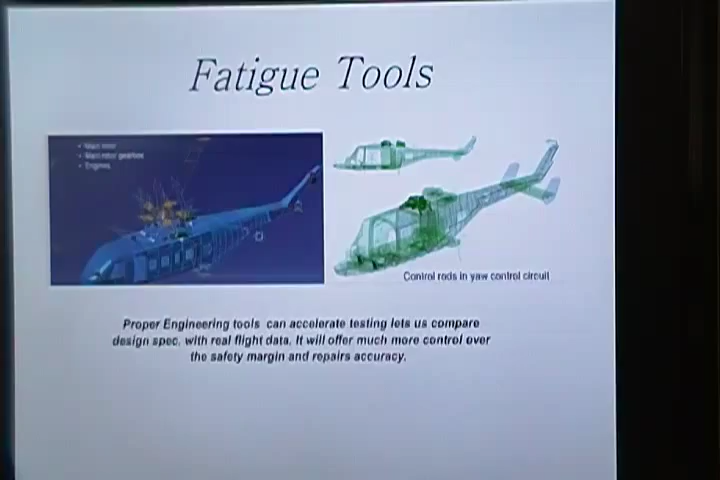 Fatigue Tools
• Main rotor
• Main rotor gearbox
• Engines
Control rods in yaw control circuit
Proper Engineering tools can accelerate testing lets us compare
design spec. with real flight data. It will offer much more control over
the safety margin and repairs accuracy.